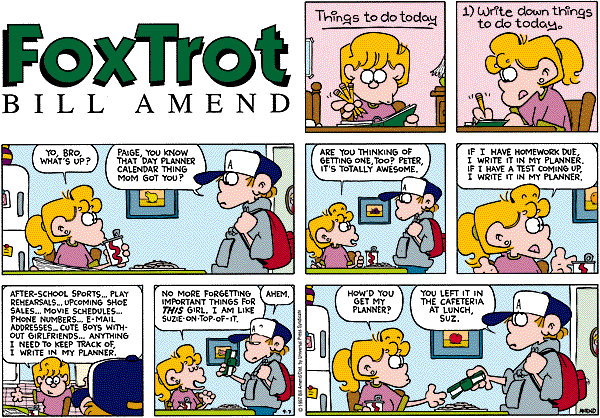 FoxTrot
BILL AMEND
Things to do today
1) Write down things
to do today.
YO, BRO,
WHAT'S UP?
PAIGE, YOU KNOW
THAT DAY PLANNER
CALENDAR THING
MOM GOT YOU?
A
ARE YOU THINKING OF
GETTING ONE, TOO? PETER,
IT'S TOTALLY AWESOME.
A
IF I HAVE HOMEWORK DUE,
I WRITE IT IN MY PLANNER.
IF I HAVE A TEST COMING UP,
I WRITE IT IN MY PLANNER.
AFTER-SCHOOL SPORTS... PLAY
REHEARSALS... UPCOMING SHOE
SALES... MOVIE SCHEDULES...
PHONE NUMBERS... E-MAIL
ADDRESSES... CUTE BOYS WITH-
OUT GIRLFRIENDS... ANYTHING
I NEED TO KEEP TRACK OF,
I WRITE IN MY PLANNER.
NO MORE FORGETTING
IMPORTANT THINGS FOR
THIS GIRL. I AM LIKE
SUZIE-ON-TOP-OF-IT.
AHEM.
A
HOW'D YOU
GET MY
PLANNER?
YOU LEFT IT IN
THE CAFETERIA
AT LUNCH,
SUZ.
A
AMEND